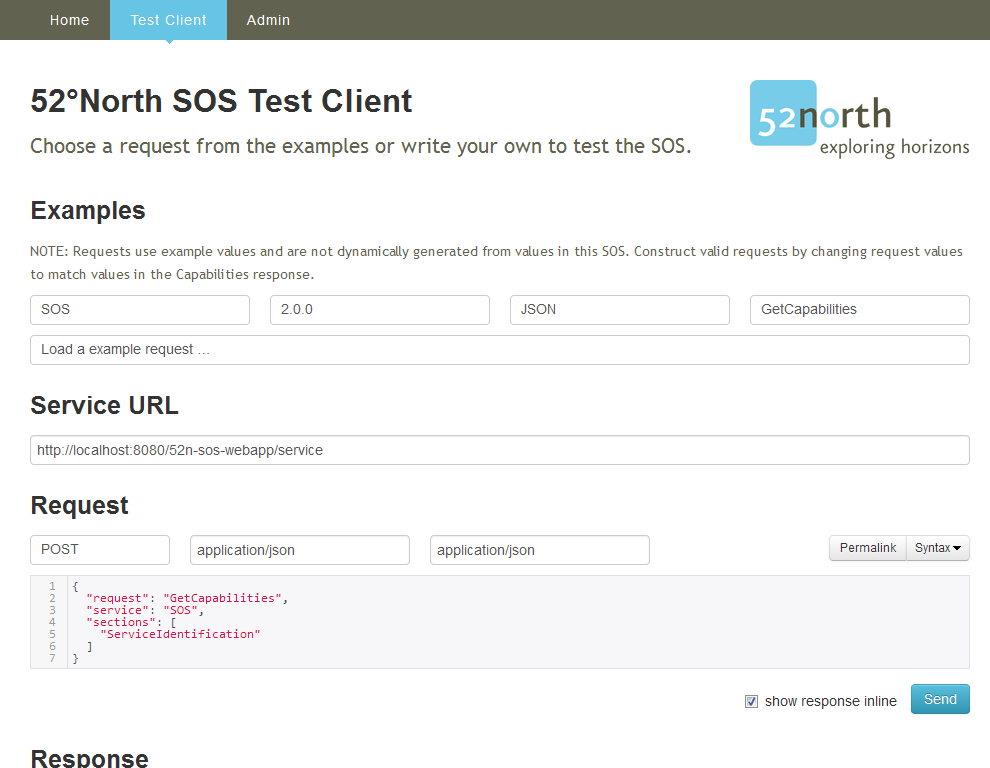 Home Test Client Admin
52°North SOS Test Client
52north
exploring horizons
Choose a request from the examples or write your own to test the SOS.
Examples
NOTE: Requests use example values and are not dynamically generated from values in this SOS. Construct valid requests by changing request values
to match values in the Capabilities response.
SOS 2.0.0 JSON GetCapabilities
Load a example request ...
Service URL
http://localhost:8080/52n-sos-webapp/service
Request
POST application/json application/json Permalink Syntax
1 {
2 "request": "GetCapabilities",
3 "service": "SOS",
4 "sections": [
5 "ServiceIdentification"
6 ]
7 }
show response inline Send
Response